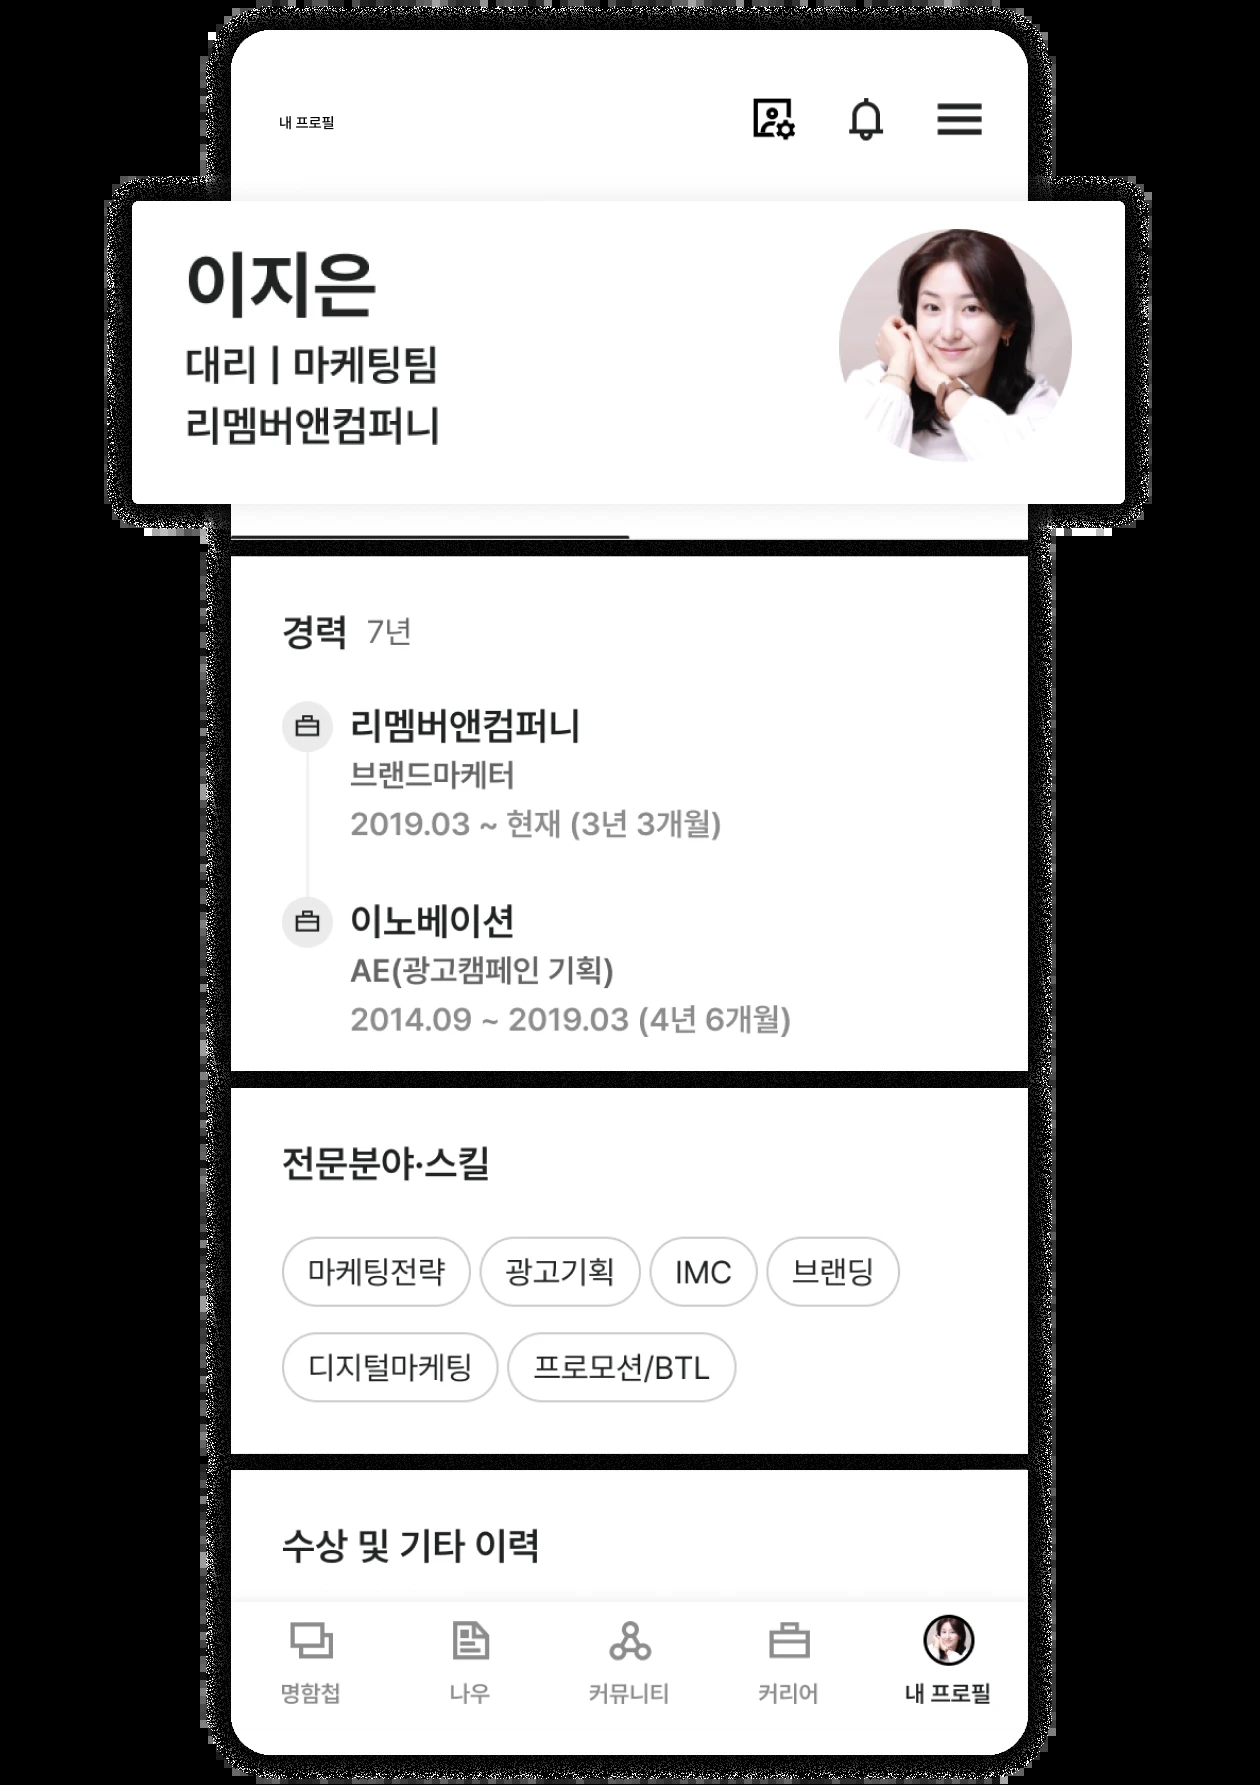 내 프로필
이지은
대리 | 마케팅팀
리멤버앤컴퍼니
경력 7년
리멤버앤컴퍼니
브랜드마케터
2019.03 ~ 현재 (3년 3개월)
이노베이션
AE(광고캠페인 기획)
2014.09 ~ 2019.03 (4년 6개월)
전문분야·스킬
마케팅전략 광고기획 IMC 브랜딩
디지털마케팅 프로모션/BTL
수상 및 기타 이력
명함첩 나우 커뮤니티 커리어 내 프로필